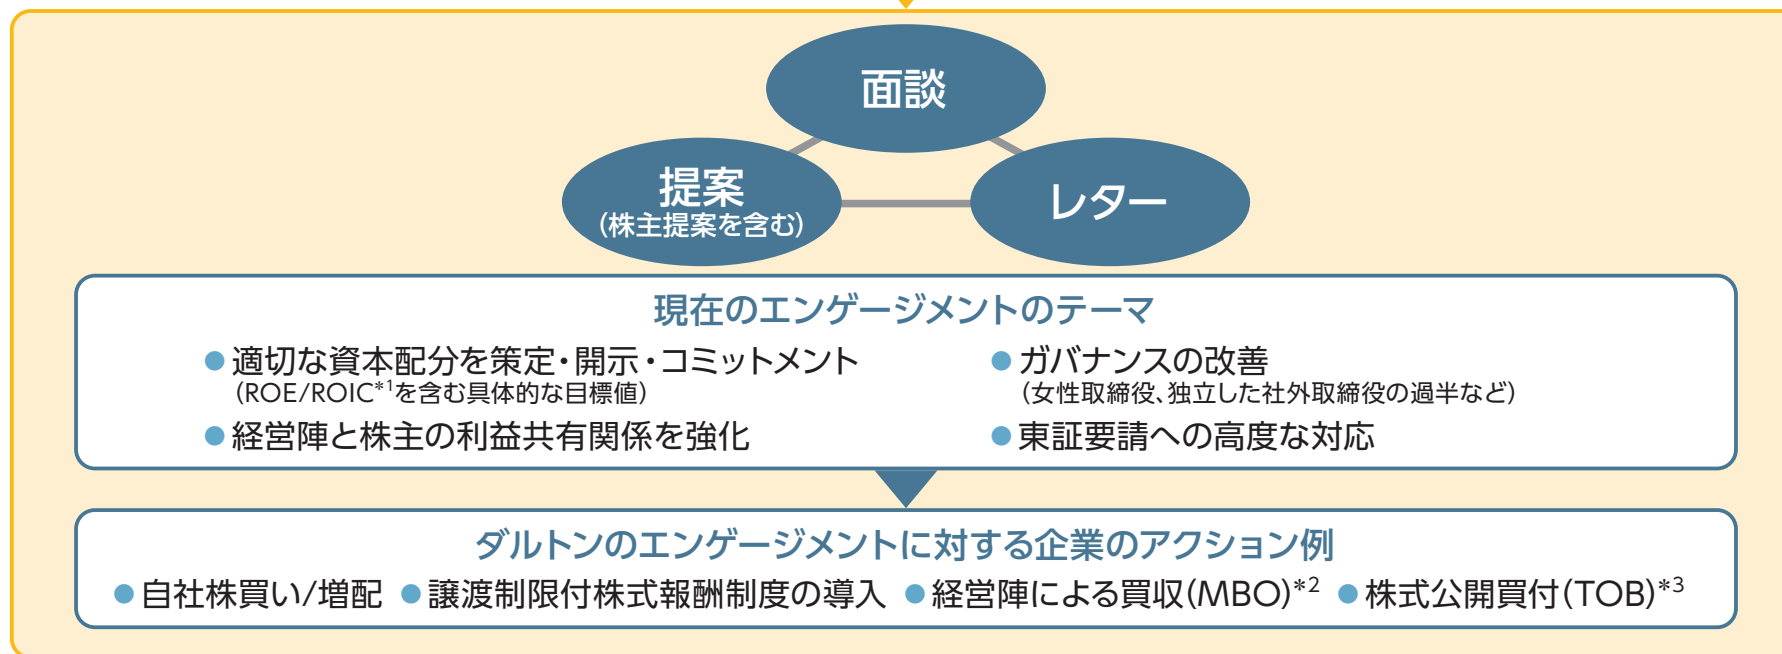 面談
提案
(株主提案を含む)
レター
現在のエンゲージメントのテーマ
●適切な資本配分を策定・開示・コミットメント
(ROE/ROIC*1を含む具体的な目標値)
●経営陣と株主の利益共有関係を強化
●ガバナンスの改善
(女性取締役、独立した社外取締役の過半など)
●東証要請への高度な対応
ダルトンのエンゲージメントに対する企業のアクション例
●自社株買い/増配 ●譲渡制限付株式報酬制度の導入 ●経営陣による買収(MBO)*2 ●株式公開買付(TOB)*3